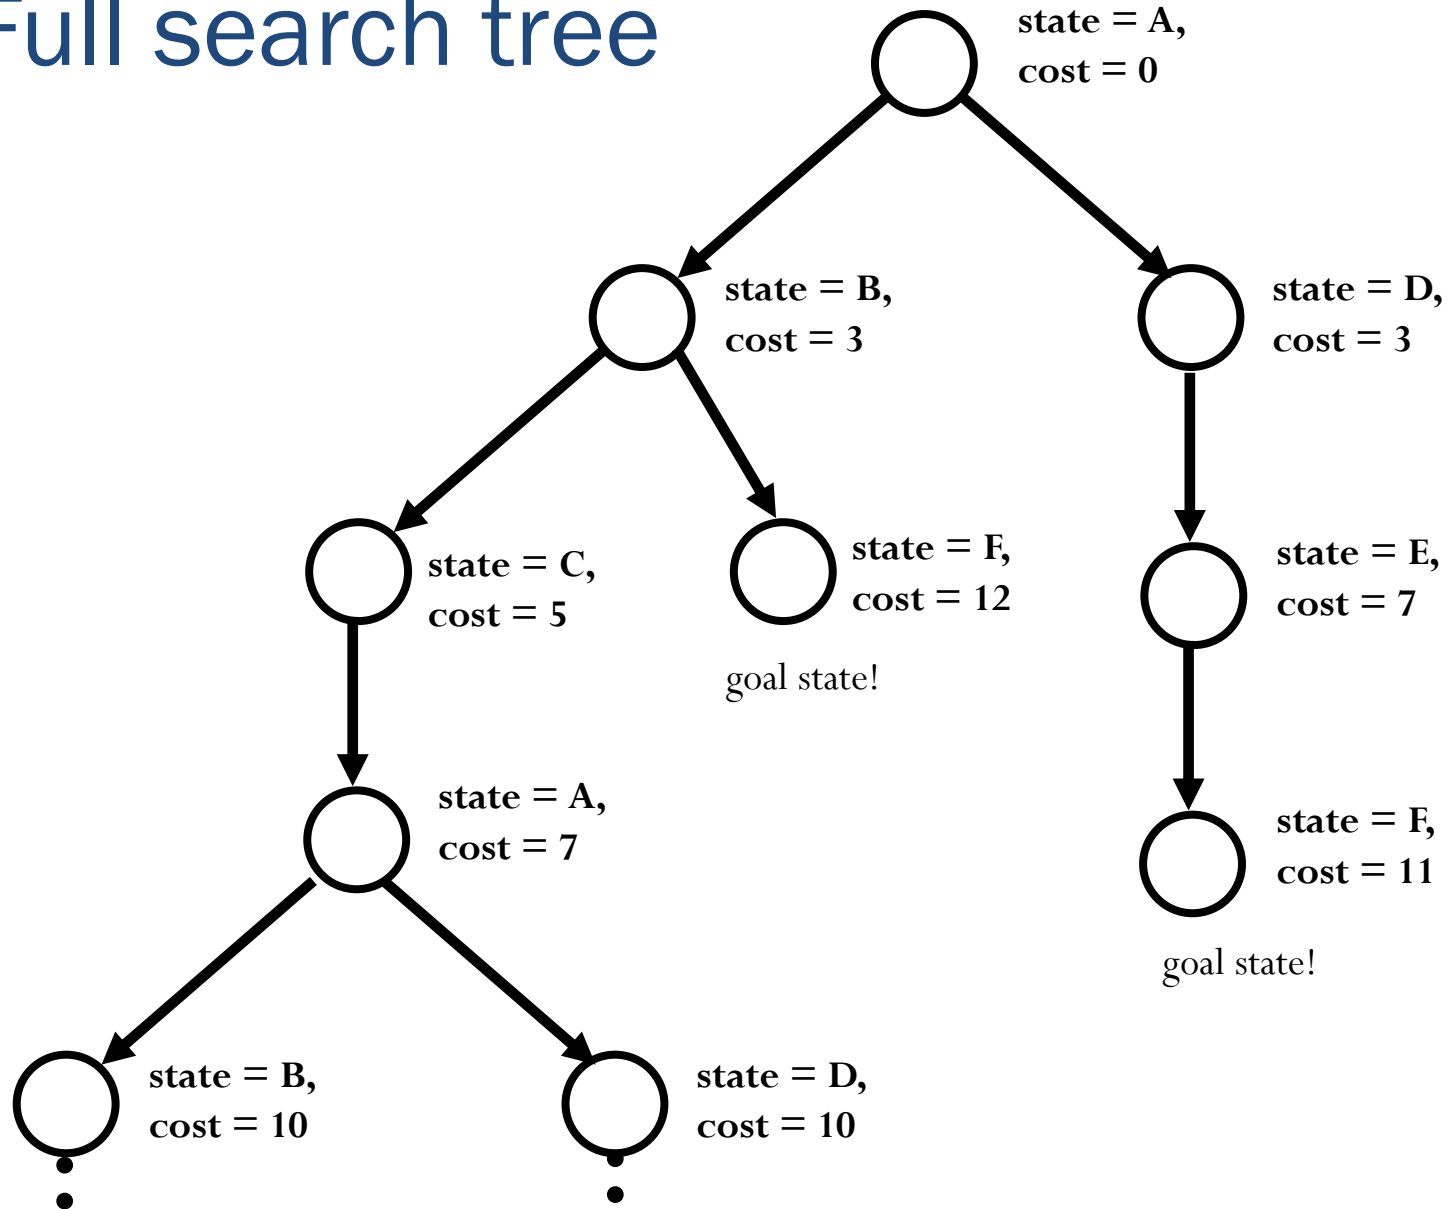 Full search tree
state = A,
cost = 0
state = B,
cost = 3
state = D,
cost = 3
state = C,
cost = 5
state = F,
cost = 12
goal state!
state = E,
cost = 7
state = A,
cost = 7
state = F,
cost = 11
goal state!
state = B,
cost = 10
state = D,
cost = 10